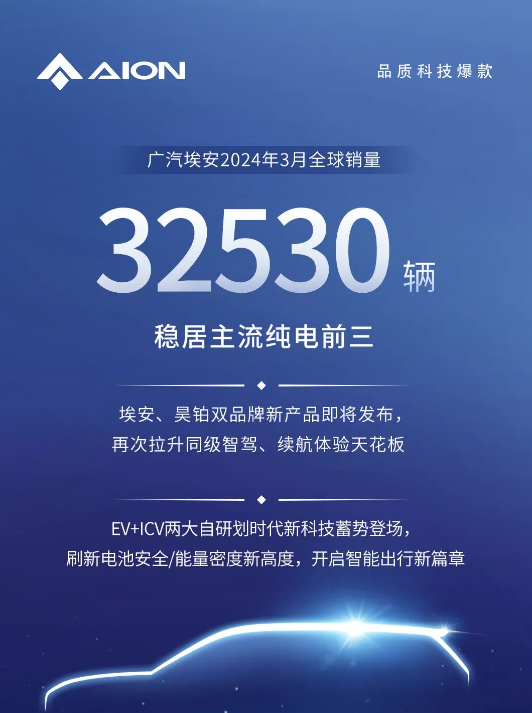 AION
品质科技爆款
广汽埃安2024年3月全球销量
32530辆
稳居主流纯电前三
埃安、昊铂双品牌新产品即将发布，
再次拉升同级智驾、续航体验天花板
EV+ICV两大自研划时代新科技蓄势登场，
刷新电池安全/能量密度新高度，开启智能出行新篇章